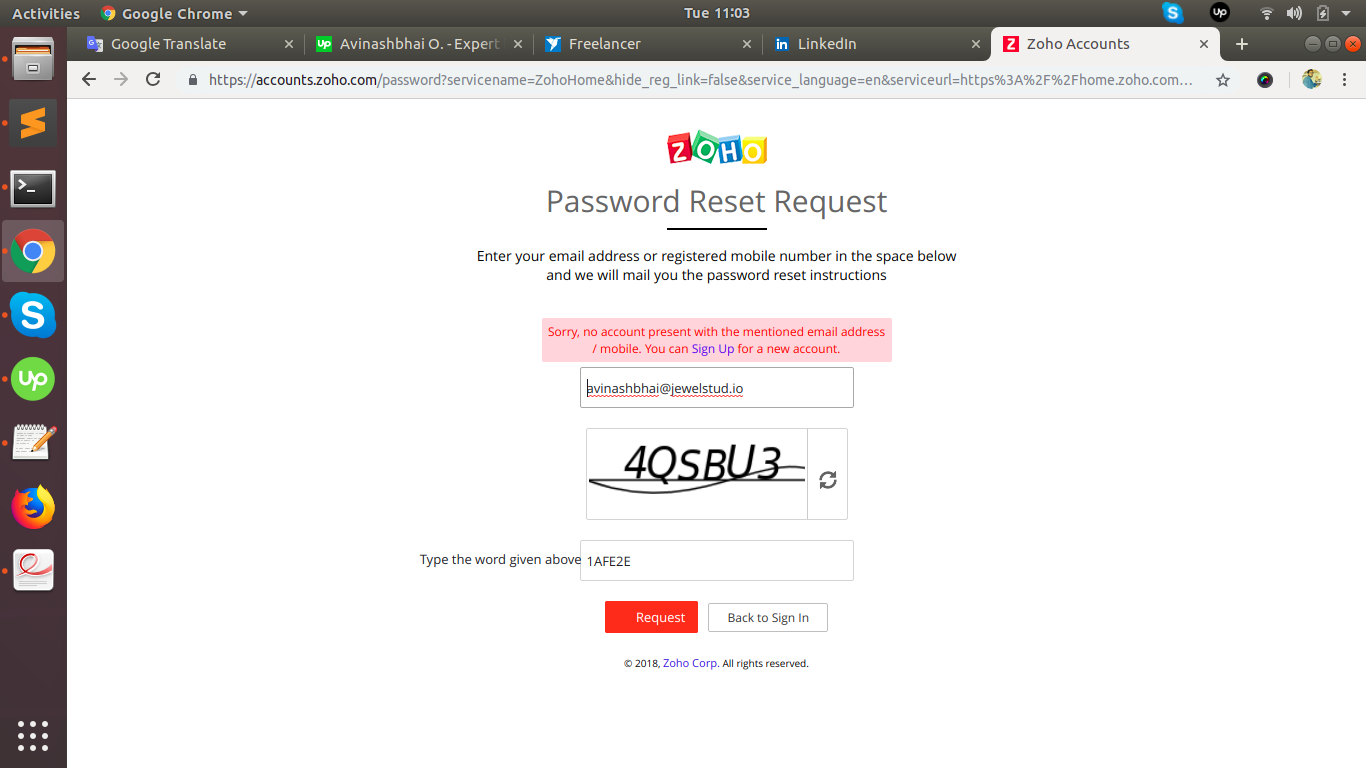 Activities
Google Chrome
Tue 11:03
Google Translate
Avinashbhai O. - Expert
Freelancer
LinkedIn
Zoho Accounts
https://accounts.zoho.com/password?servicename=ZohoHome&hide_reg_link=false&service_language=en&serviceurl=https%3A%2F%2Fhome.zoho.com...
ZOHO
Password Reset Request
Enter your email address or registered mobile number in the space below
and we will mail you the password reset instructions
Sorry, no account present with the mentioned email address
/ mobile. You can Sign Up for a new account.
avinashbhai@jewelstud.io
4QSBU3
Type the word given above
1AFE2E
Request
Back to Sign In
© 2018, Zoho Corp. All rights reserved.